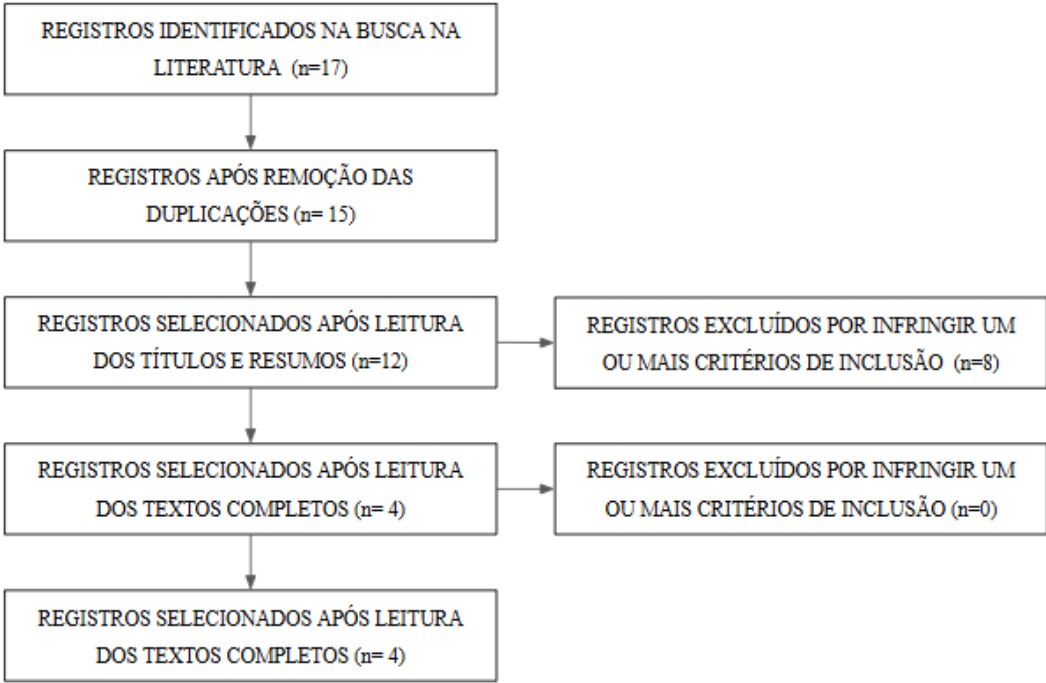 REGISTROS IDENTIFICADOS NA BUSCA NA
LITERATURA (n=17)
REGISTROS APÓS REMOÇÃO DAS
DUPLICAÇÕES (n= 15)
REGISTROS SELECIONADOS APÓS LEITURA
DOS TÍTULOS E RESUMOS (n=12)
REGISTROS EXCLUÍDOS POR INFRINGIR UM
OU MAIS CRITÉRIOS DE INCLUSÃO (n=8)
REGISTROS SELECIONADOS APÓS LEITURA
DOS TEXTOS COMPLETOS (n= 4)
REGISTROS EXCLUÍDOS POR INFRINGIR UM
OU MAIS CRITÉRIOS DE INCLUSÃO (n=0)
REGISTROS SELECIONADOS APÓS LEITURA
DOS TEXTOS COMPLETOS (n= 4)